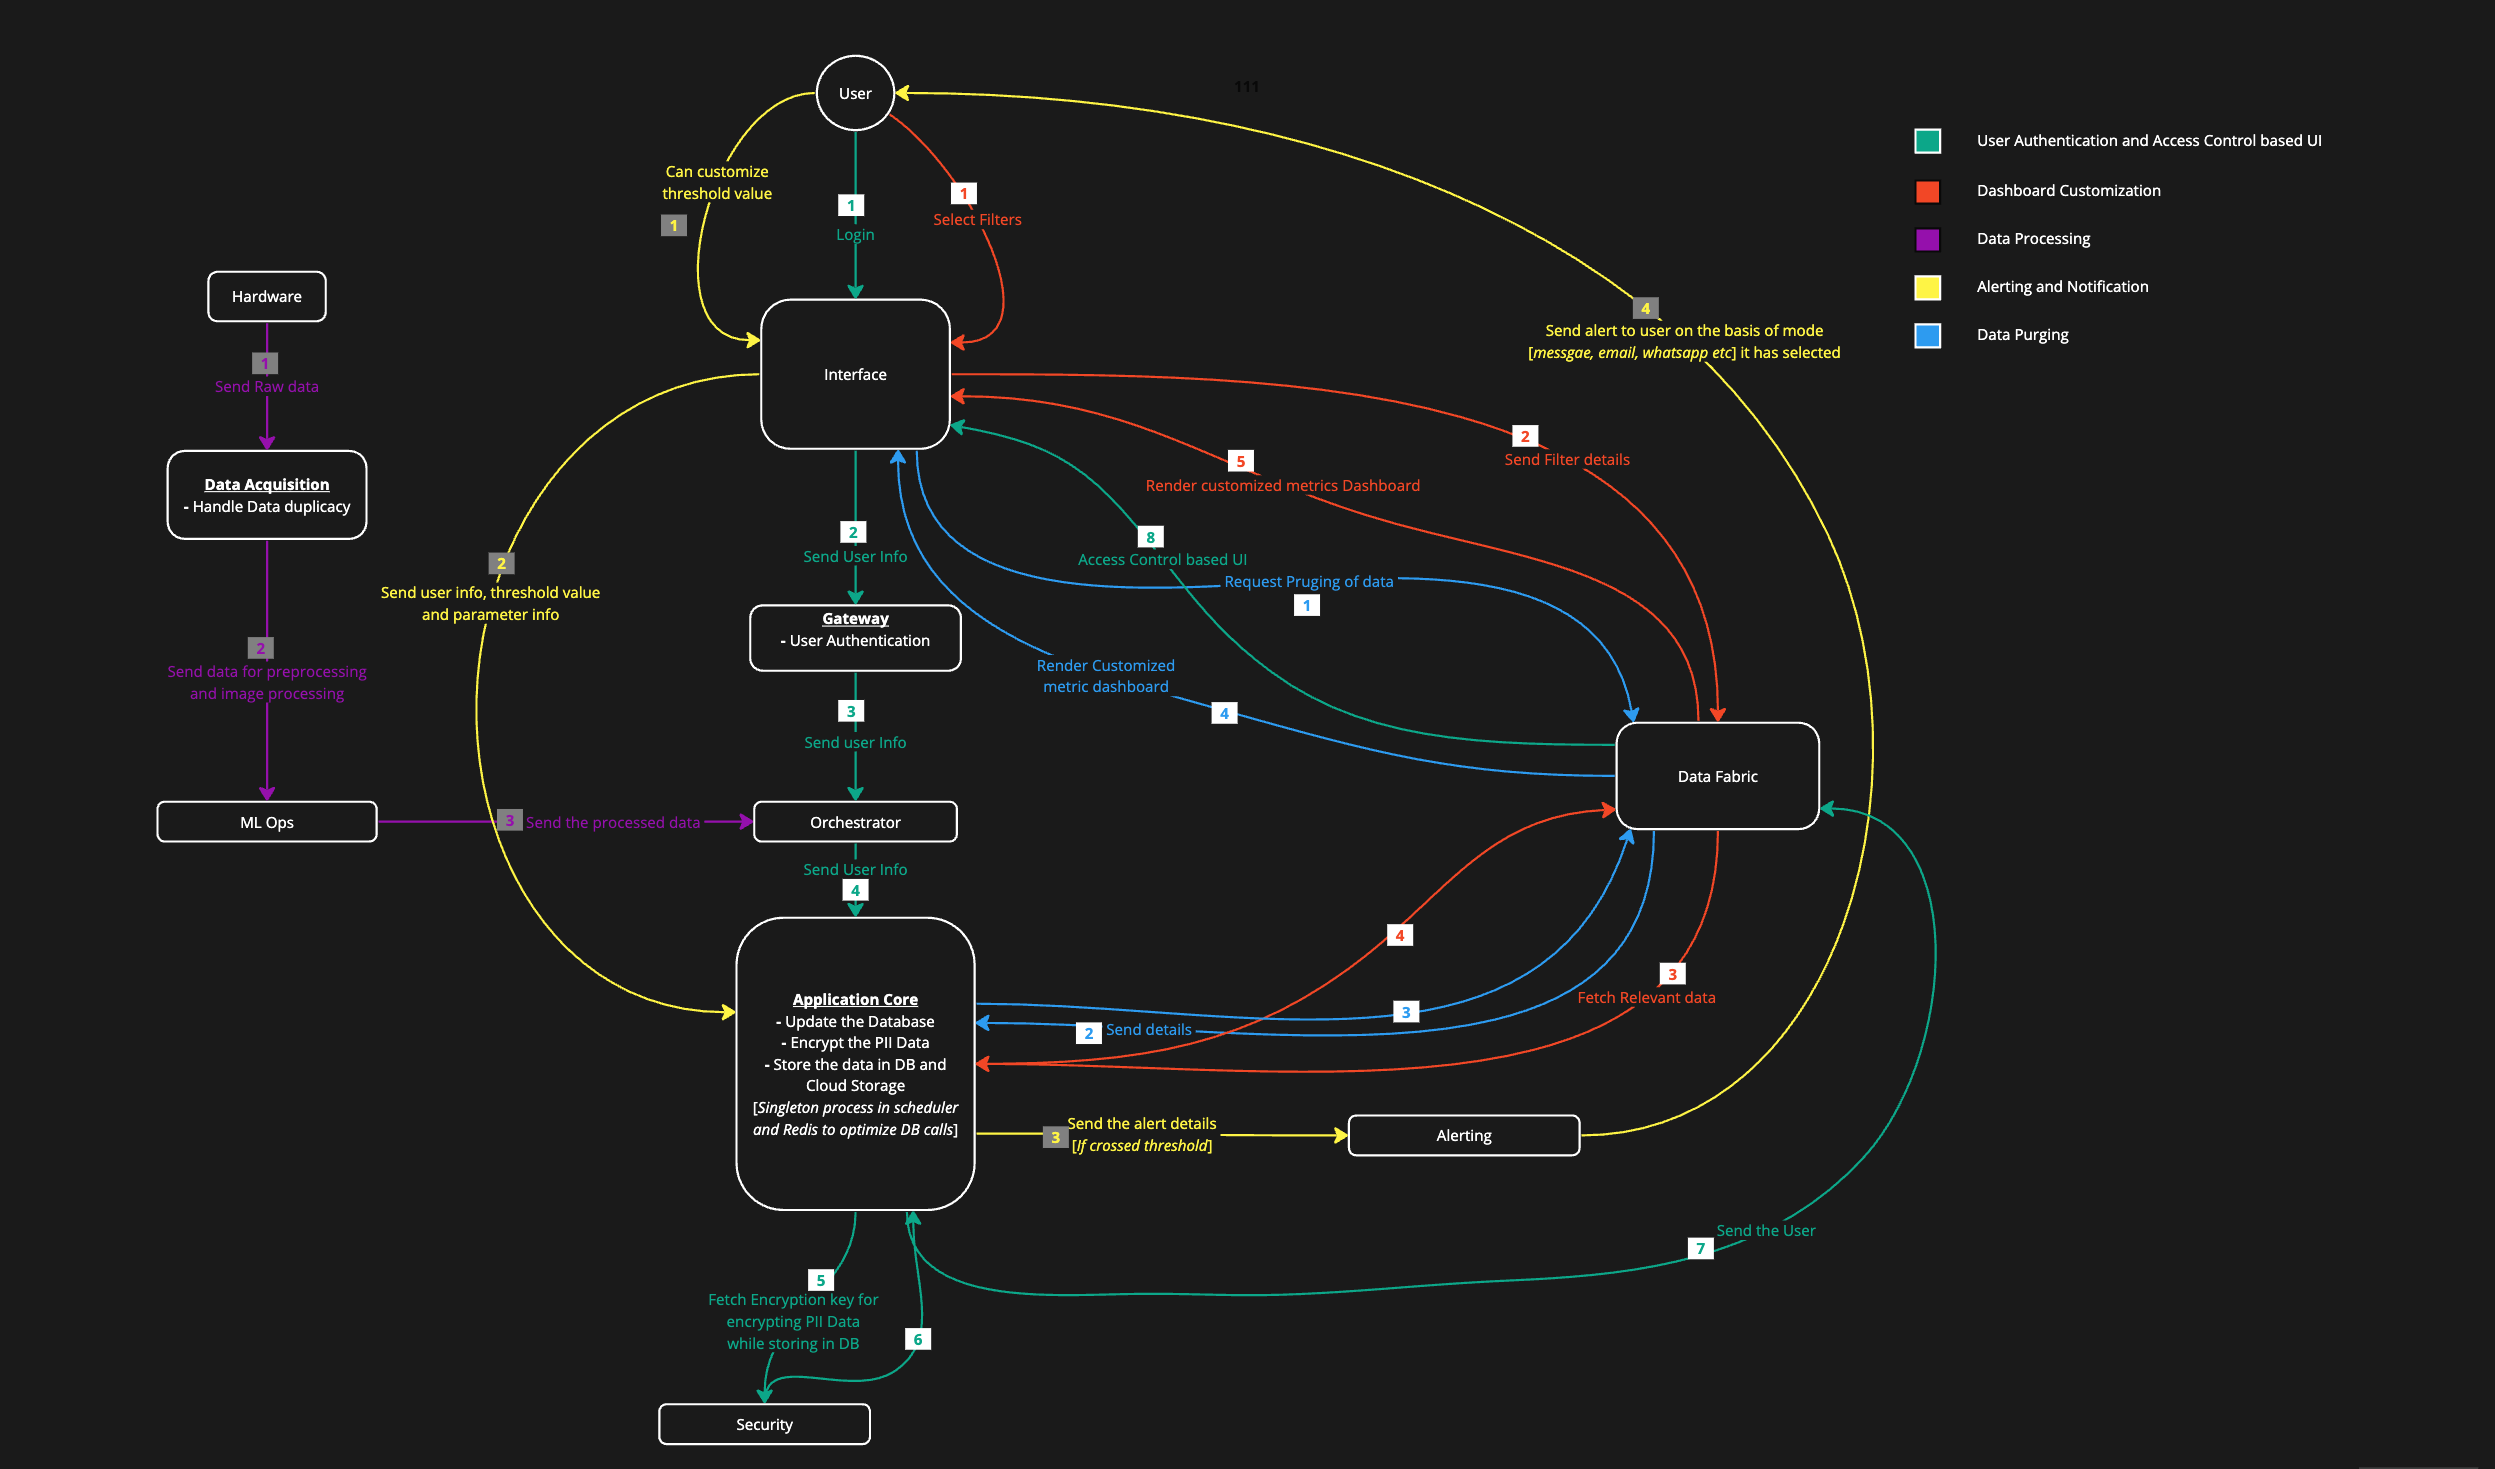 111
User
User Authentication and Access Control based UI
Dashboard Customization
Data Processing
Alerting and Notification
Data Purging
Can customize
threshold value
1
1
Login
1
Select Filters
Hardware
1
Send Raw data
Data Acquisition
- Handle Data duplicacy
2
Send data for preprocessing
and image processing
ML Ops
3
Send the processed data
Interface
4
Send alert to user on the basis of mode
[messgae, email, whatsapp etc] it has selected
2
Send Filter details
5
Render customized metrics Dashboard
8
Access Control based UI
Request Pruging of data
1
2
Send User Info
2
Send user info, threshold value
and parameter info
Gateway
- User Authentication
Render Customized
metric dashboard
4
3
Send user Info
Data Fabric
Orchestrator
Send User Info
4
4
3
Fetch Relevant data
3
2
Send details
Application Core
- Update the Database
- Encrypt the PII Data
- Store the data in DB and
Cloud Storage
[Singleton process in scheduler
and Redis to optimize DB calls]
3
Send the alert details
[If crossed threshold]
Alerting
Send the User
7
5
Fetch Encryption key for
encrypting PII Data
while storing in DB
6
Security